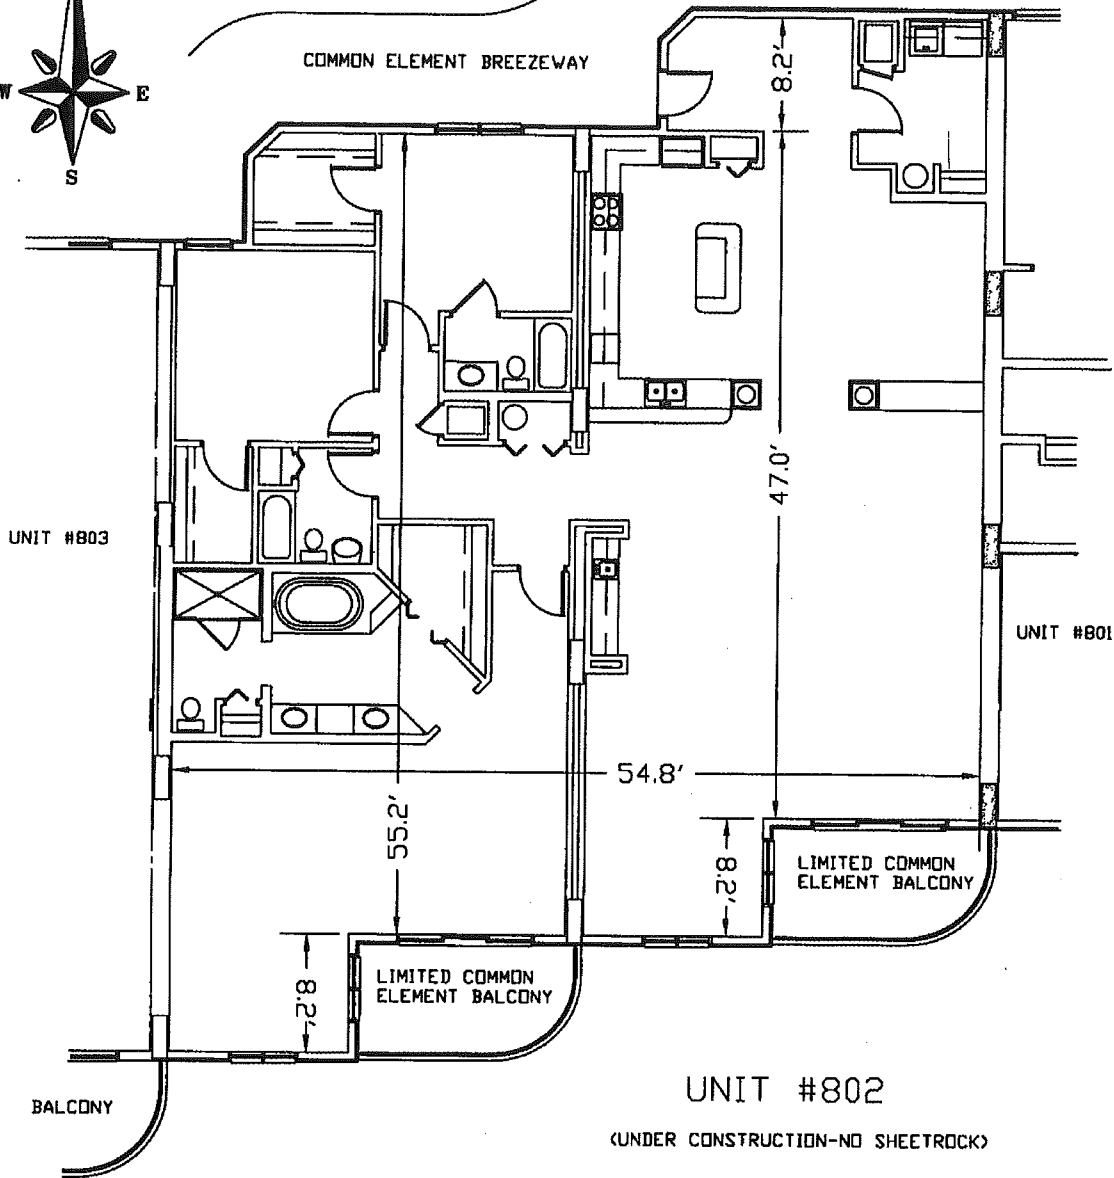 COMMON ELEMENT BREEZEWAY
W
E
S
8.2'
47.0'
UNIT #803
UNIT #801
54.8'
55.2'
8.2'
LIMITED COMMON
ELEMENT BALCONY
8.2'
LIMITED COMMON
ELEMENT BALCONY
BALCONY
UNIT #802
(UNDER CONSTRUCTION-NO SHEETROCK)